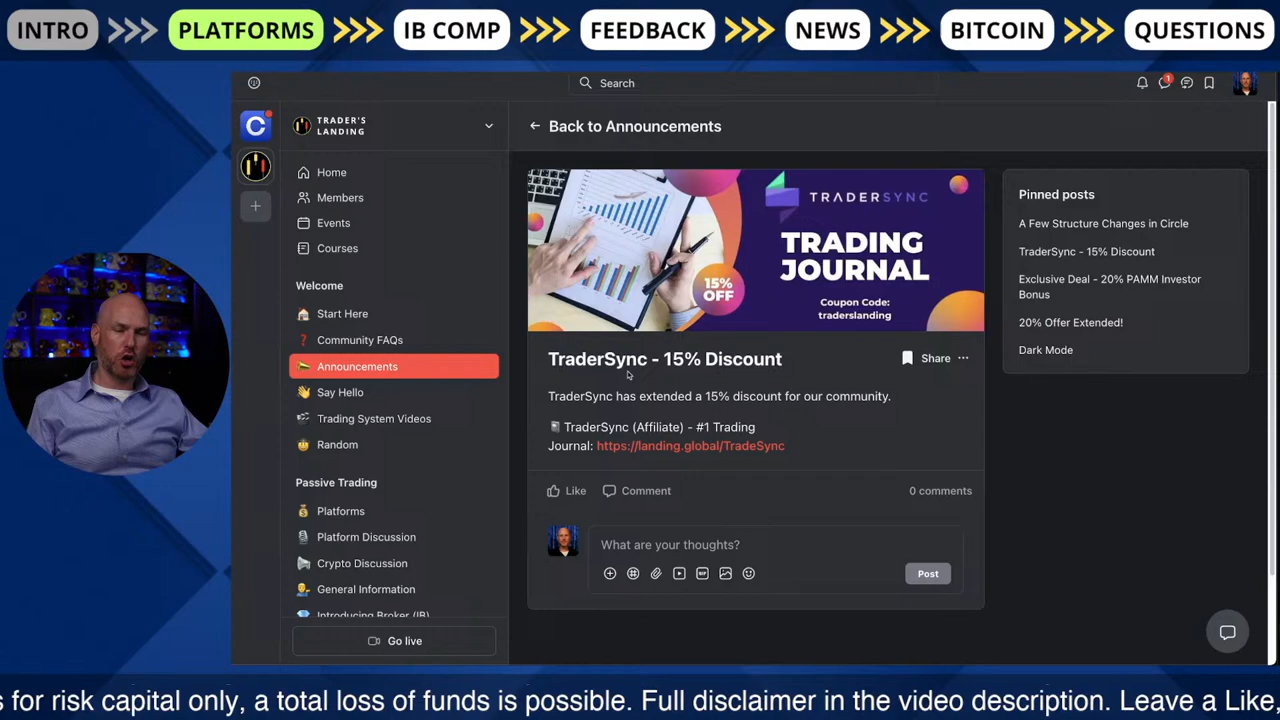 INTRO
PLATFORMS
IB COMP
FEEDBACK
NEWS
BITCOIN
QUESTIONS
Search
1
C
TRADER'S
LANDING
Home
Members
Events
Courses
Welcome
Start Here
Community FAQs
Announcements
Say Hello
Trading System Videos
Random
Passive Trading
Platforms
Platform Discussion
Crypto Discussion
General Information
Introducing Broker (IB)
Go live
Back to Announcements
TRADERSYNC
TRADING
JOURNAL
15%
OFF
Coupon Code:
traderslanding
TraderSync - 15% Discount
Share
TraderSync has extended a 15% discount for our community.
TraderSync (Affiliate) - #1 Trading
Journal: https://landing.global/TradeSync
Like
Comment
0 comments
What are your thoughts?
GIF
Post
Pinned posts
A Few Structure Changes in Circle
TraderSync - 15% Discount
Exclusive Deal - 20% PAMM Investor
Bonus
20% Offer Extended!
Dark Mode
s for risk capital only, a total loss of funds is possible. Full disclaimer in the video description. Leave a Like,